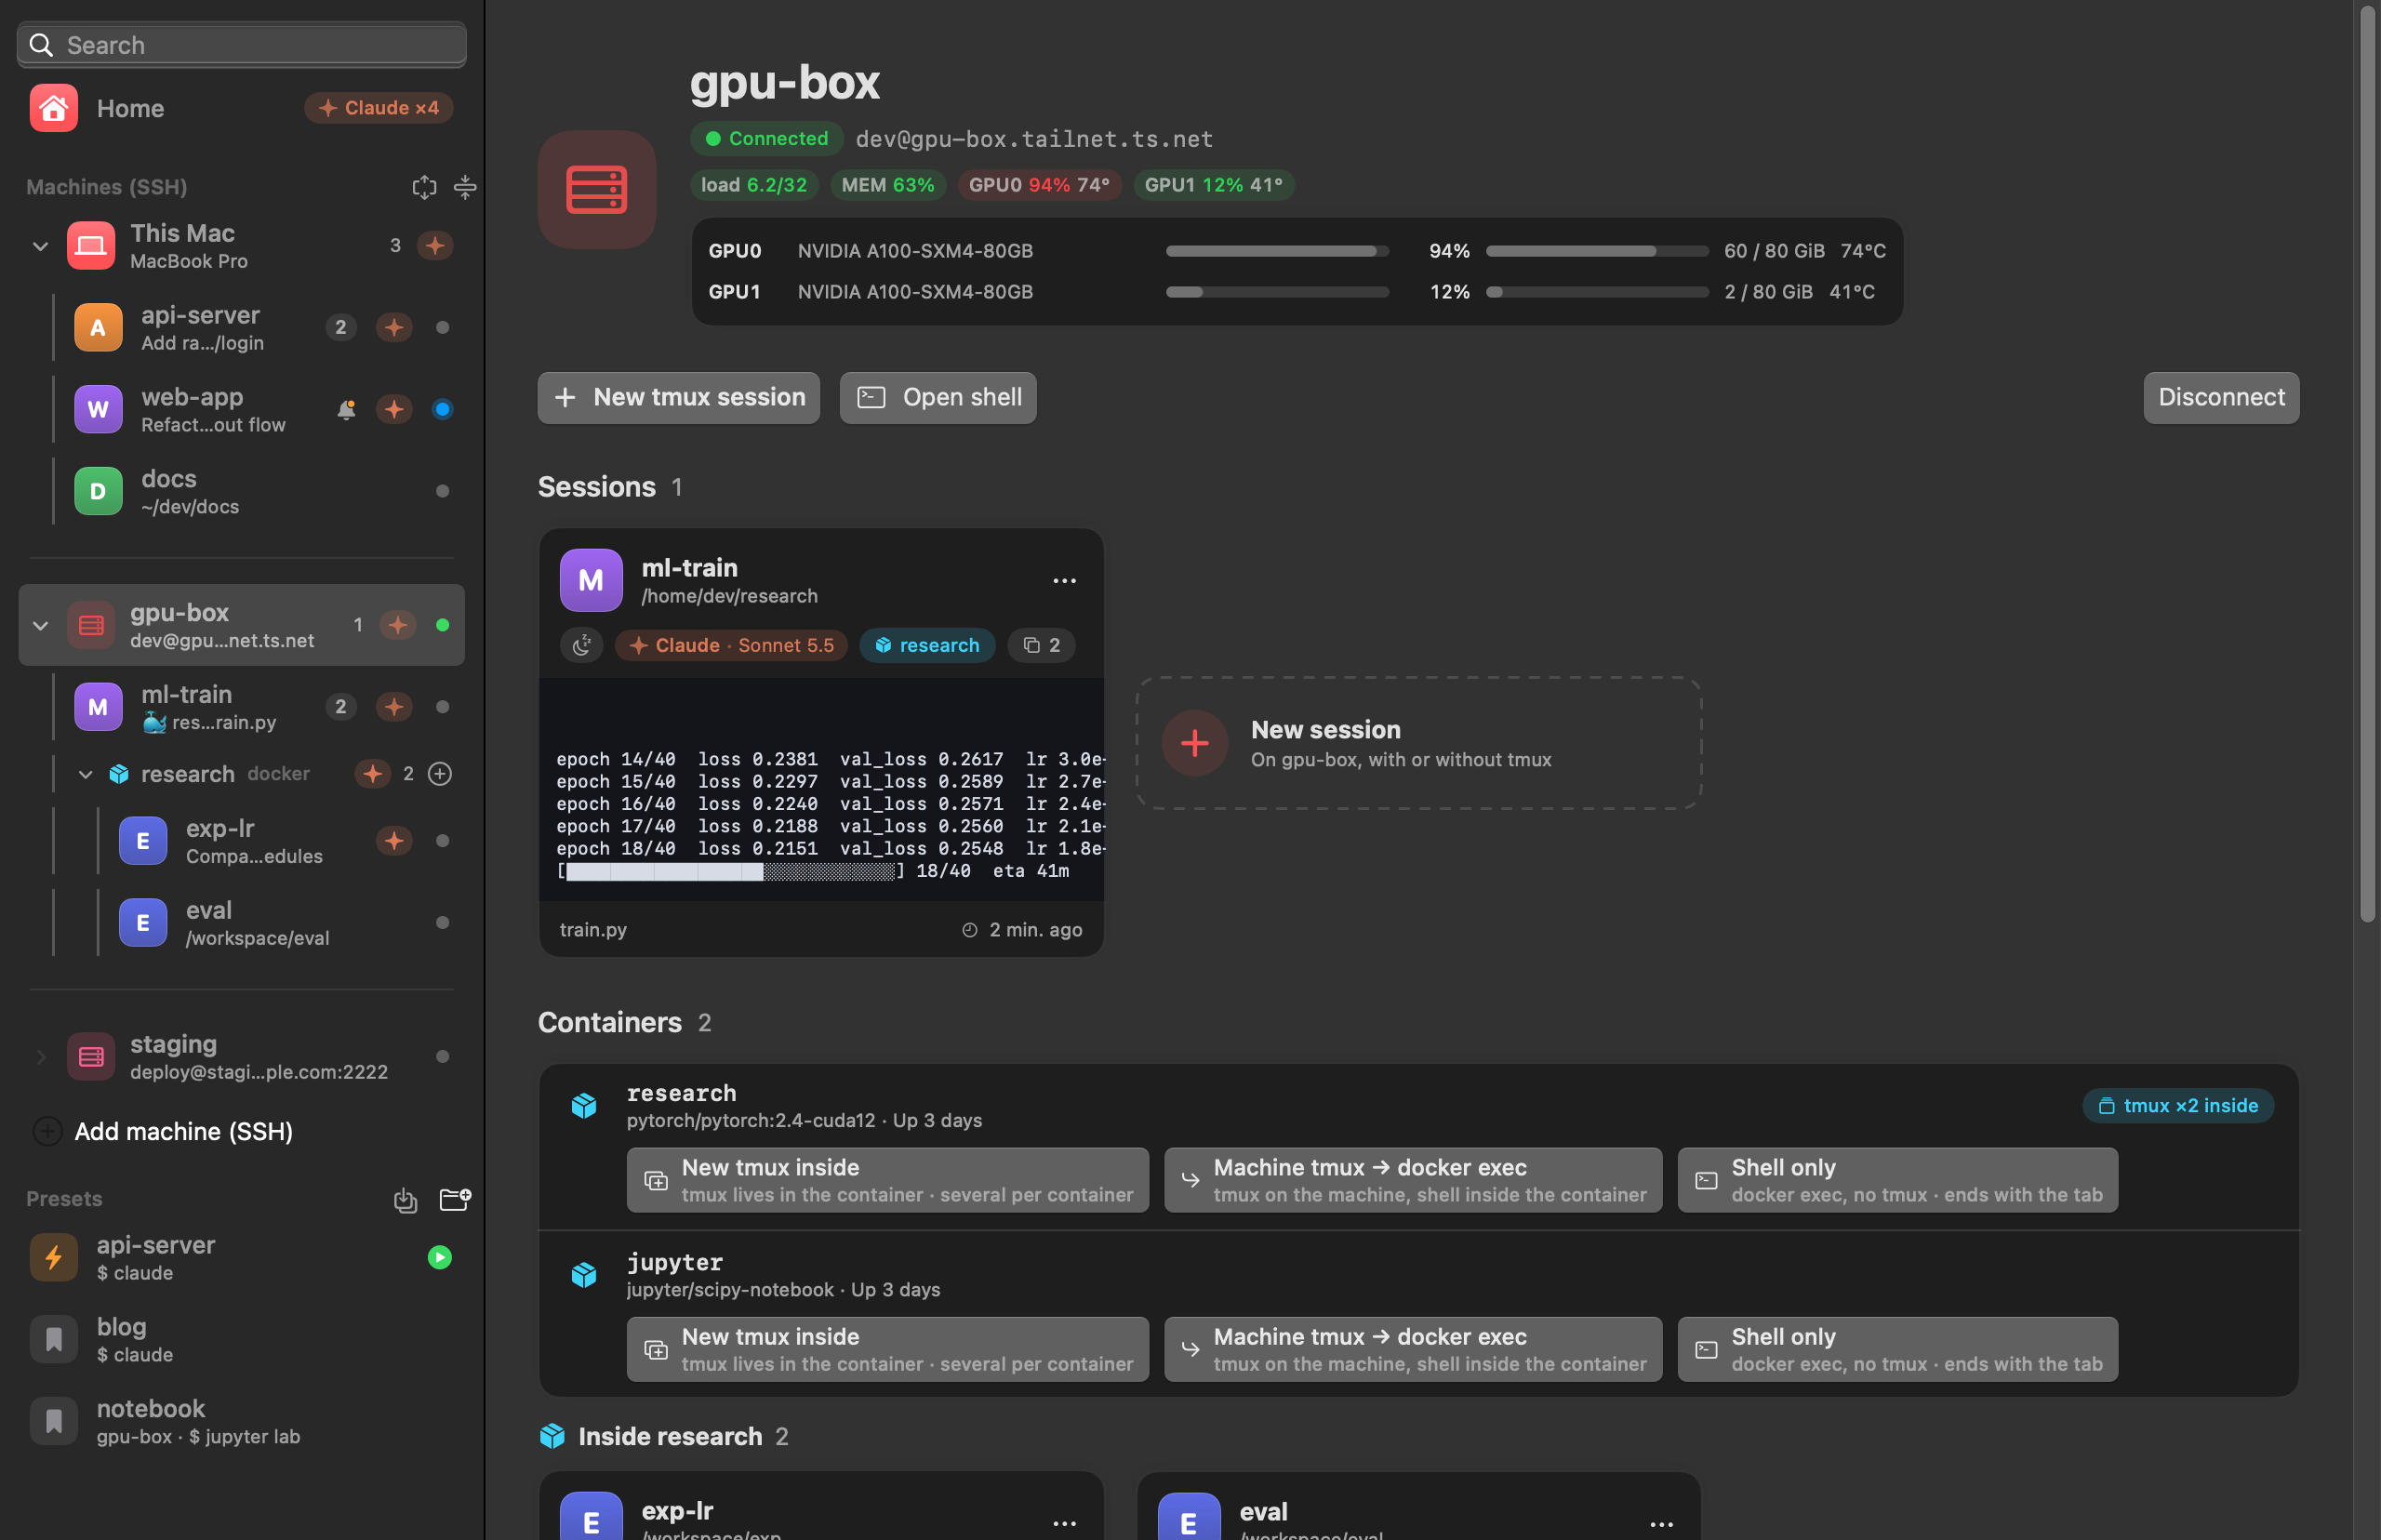 Search
Home
Claude ×4
Machines (SSH)
This Mac
MacBook Pro
3
A
api-server
Add ra.../login
2
W
web-app
Refact...out flow
D
docs
~/dev/docs
gpu-box
dev@gpu...net.ts.net
1
M
ml-train
res...rain.py
2
research docker
2
E
exp-lr
Compa...edules
E
eval
/workspace/eval
staging
deploy@stagi...ple.com:2222
Add machine (SSH)
Presets
api-server
$ claude
blog
$ claude
notebook
gpu-box · $ jupyter lab
gpu-box
Connected dev@gpu-box.tailnet.ts.net
load 6.2/32 MEM 63% GPU0 94% 74° GPU1 12% 41°
GPU0 NVIDIA A100-SXM4-80GB 94% 60 / 80 GiB 74°C
GPU1 NVIDIA A100-SXM4-80GB 12% 2 / 80 GiB 41°C
New tmux session
Open shell
Disconnect
Sessions 1
M
ml-train
/home/dev/research
Claude · Sonnet 5.5
research
2
epoch 14/40 loss 0.2381 val_loss 0.2617 lr 3.0e-
epoch 15/40 loss 0.2297 val_loss 0.2589 lr 2.7e-
epoch 16/40 loss 0.2240 val_loss 0.2571 lr 2.4e-
epoch 17/40 loss 0.2188 val_loss 0.2560 lr 2.1e-
epoch 18/40 loss 0.2151 val_loss 0.2548 lr 1.8e-
[██████████████████░░░░░░░░░░░░] 18/40 eta 41m
train.py
2 min. ago
New session
On gpu-box, with or without tmux
Containers 2
research
pytorch/pytorch:2.4-cuda12 · Up 3 days
tmux ×2 inside
New tmux inside
tmux lives in the container · several per container
Machine tmux → docker exec
tmux on the machine, shell inside the container
Shell only
docker exec, no tmux · ends with the tab
jupyter
jupyter/scipy-notebook · Up 3 days
New tmux inside
tmux lives in the container · several per container
Machine tmux → docker exec
tmux on the machine, shell inside the container
Shell only
docker exec, no tmux · ends with the tab
Inside research 2
E
exp-lr
/workspace/exp
E
eval
/workspace/eval